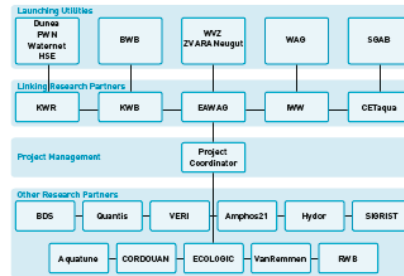 Launching Utilities
Dunea
PWN
Waternet
HSE
BWB
WVZ
ZVARA Neugut
WAG
SGAB
Linking Research Partners
KWR
KWB
EAWAG
IWW
CETaqua
Project Management
Project
Coordinator
Other Research Partners
BDS
Quantis
VERI
Amphos21
Hydor
SIGRIST
Aquatune
CORDOUAN
ECOLOGIC
VanRemmen
RWB